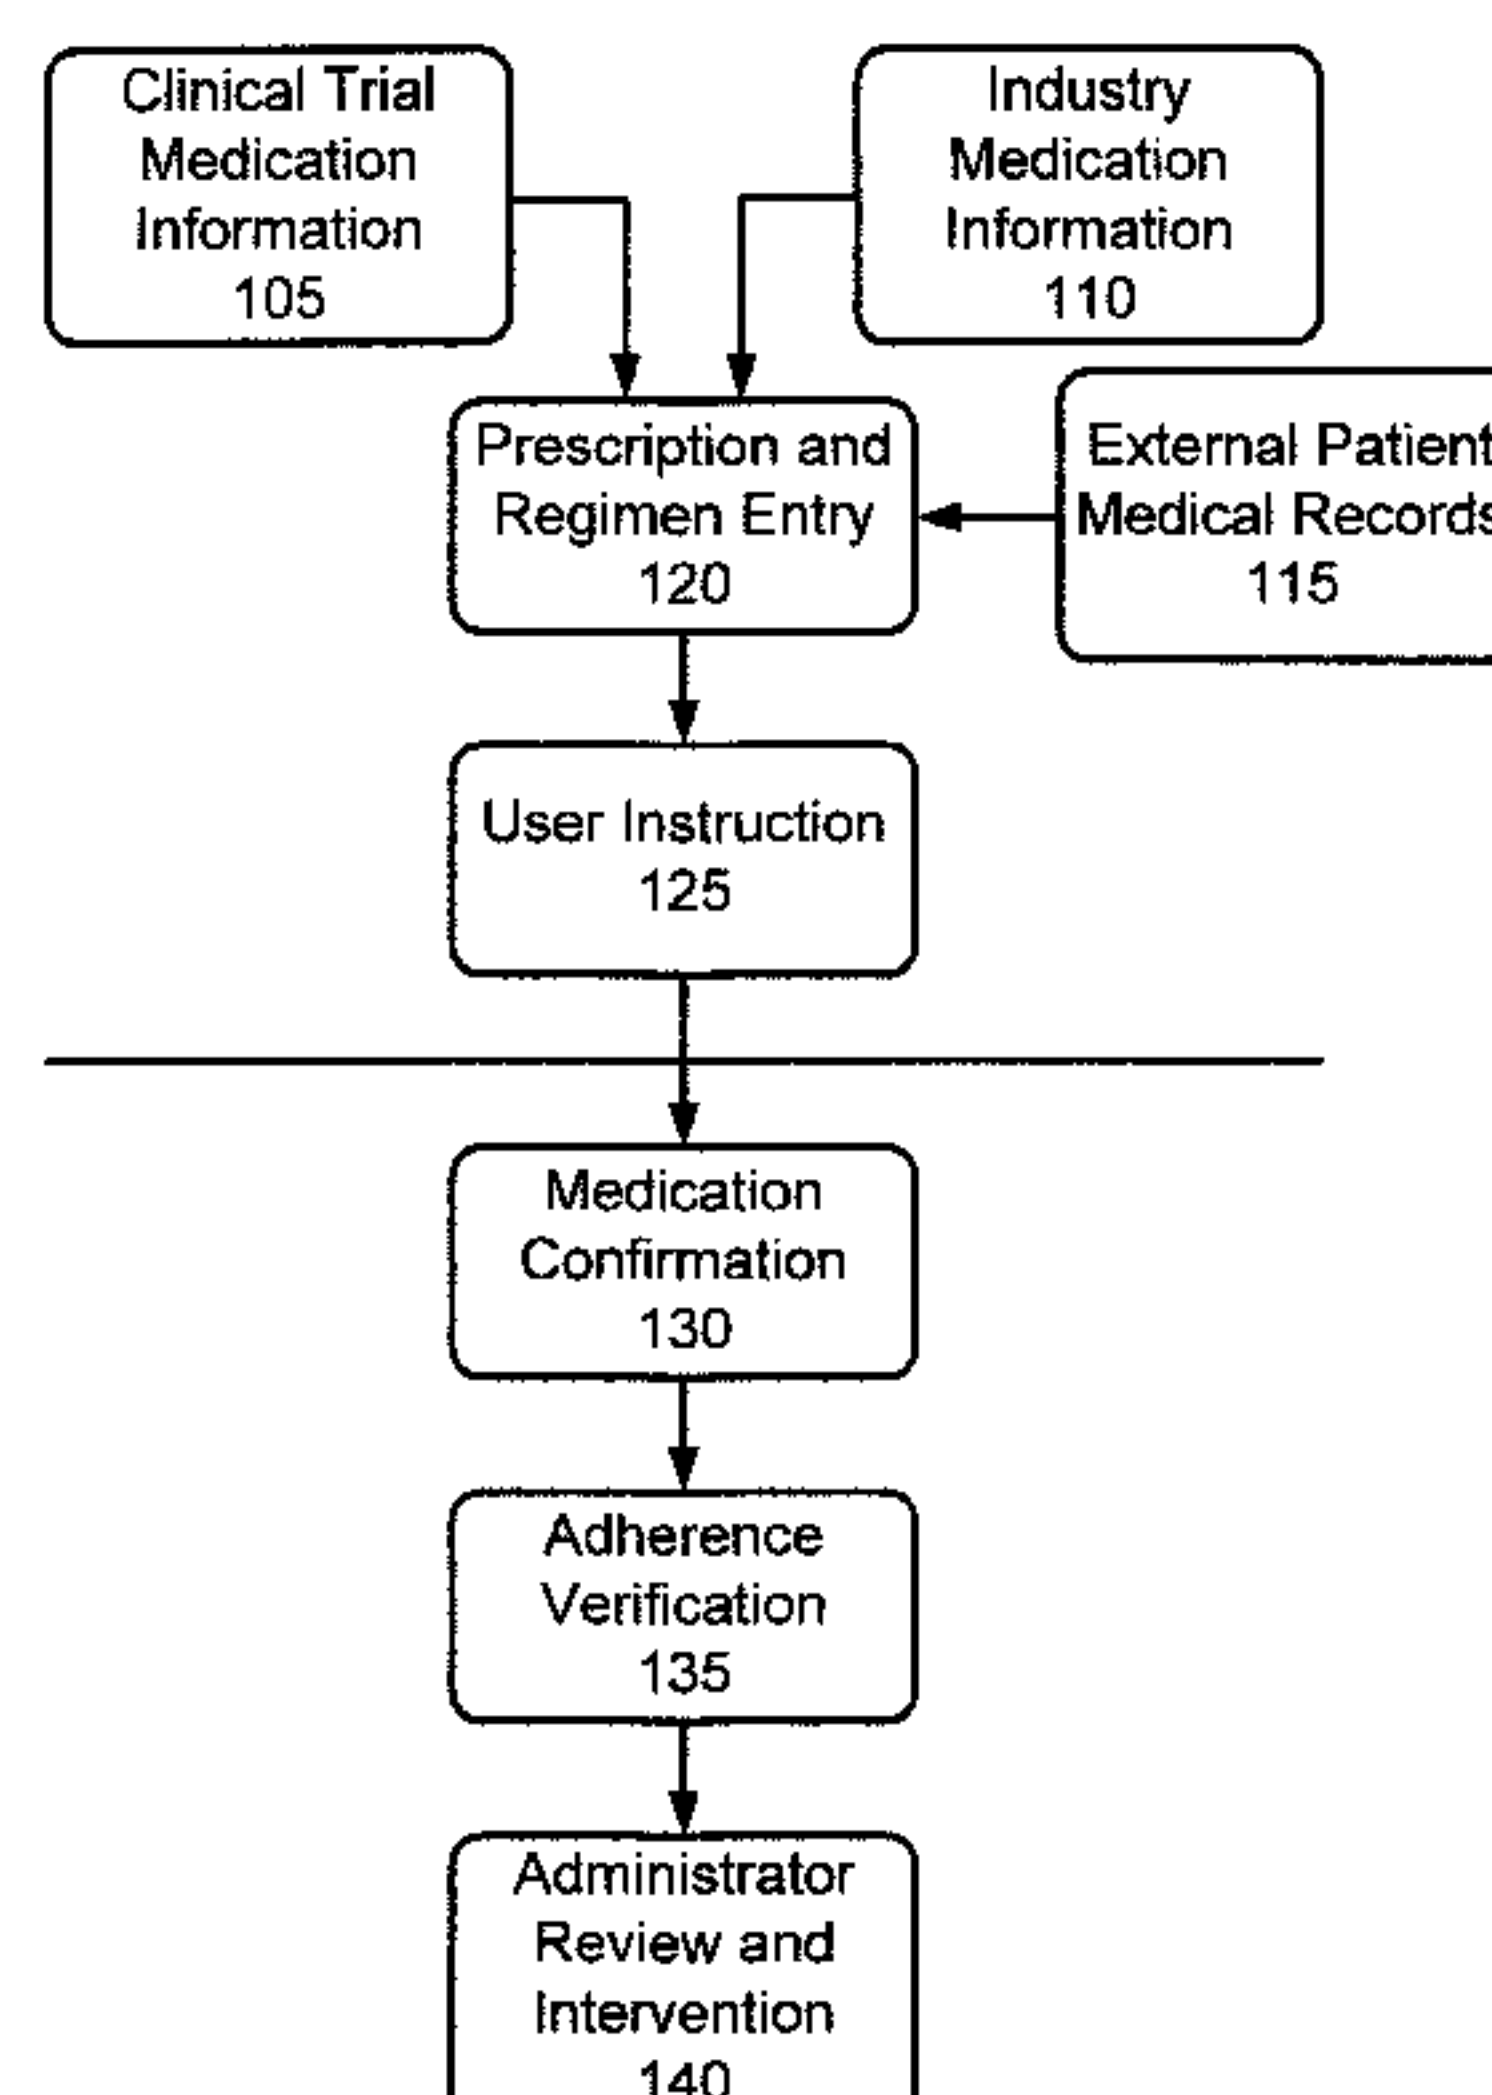 Clinical Trial
Medication
Information
105
Industry
Medication
Information
110
Prescription and
Regimen Entry
120
External Patient
Medical Records
115
User Instruction
125
Medication
Confirmation
130
Adherence
Verification
135
Administrator
Review and
Intervention
140